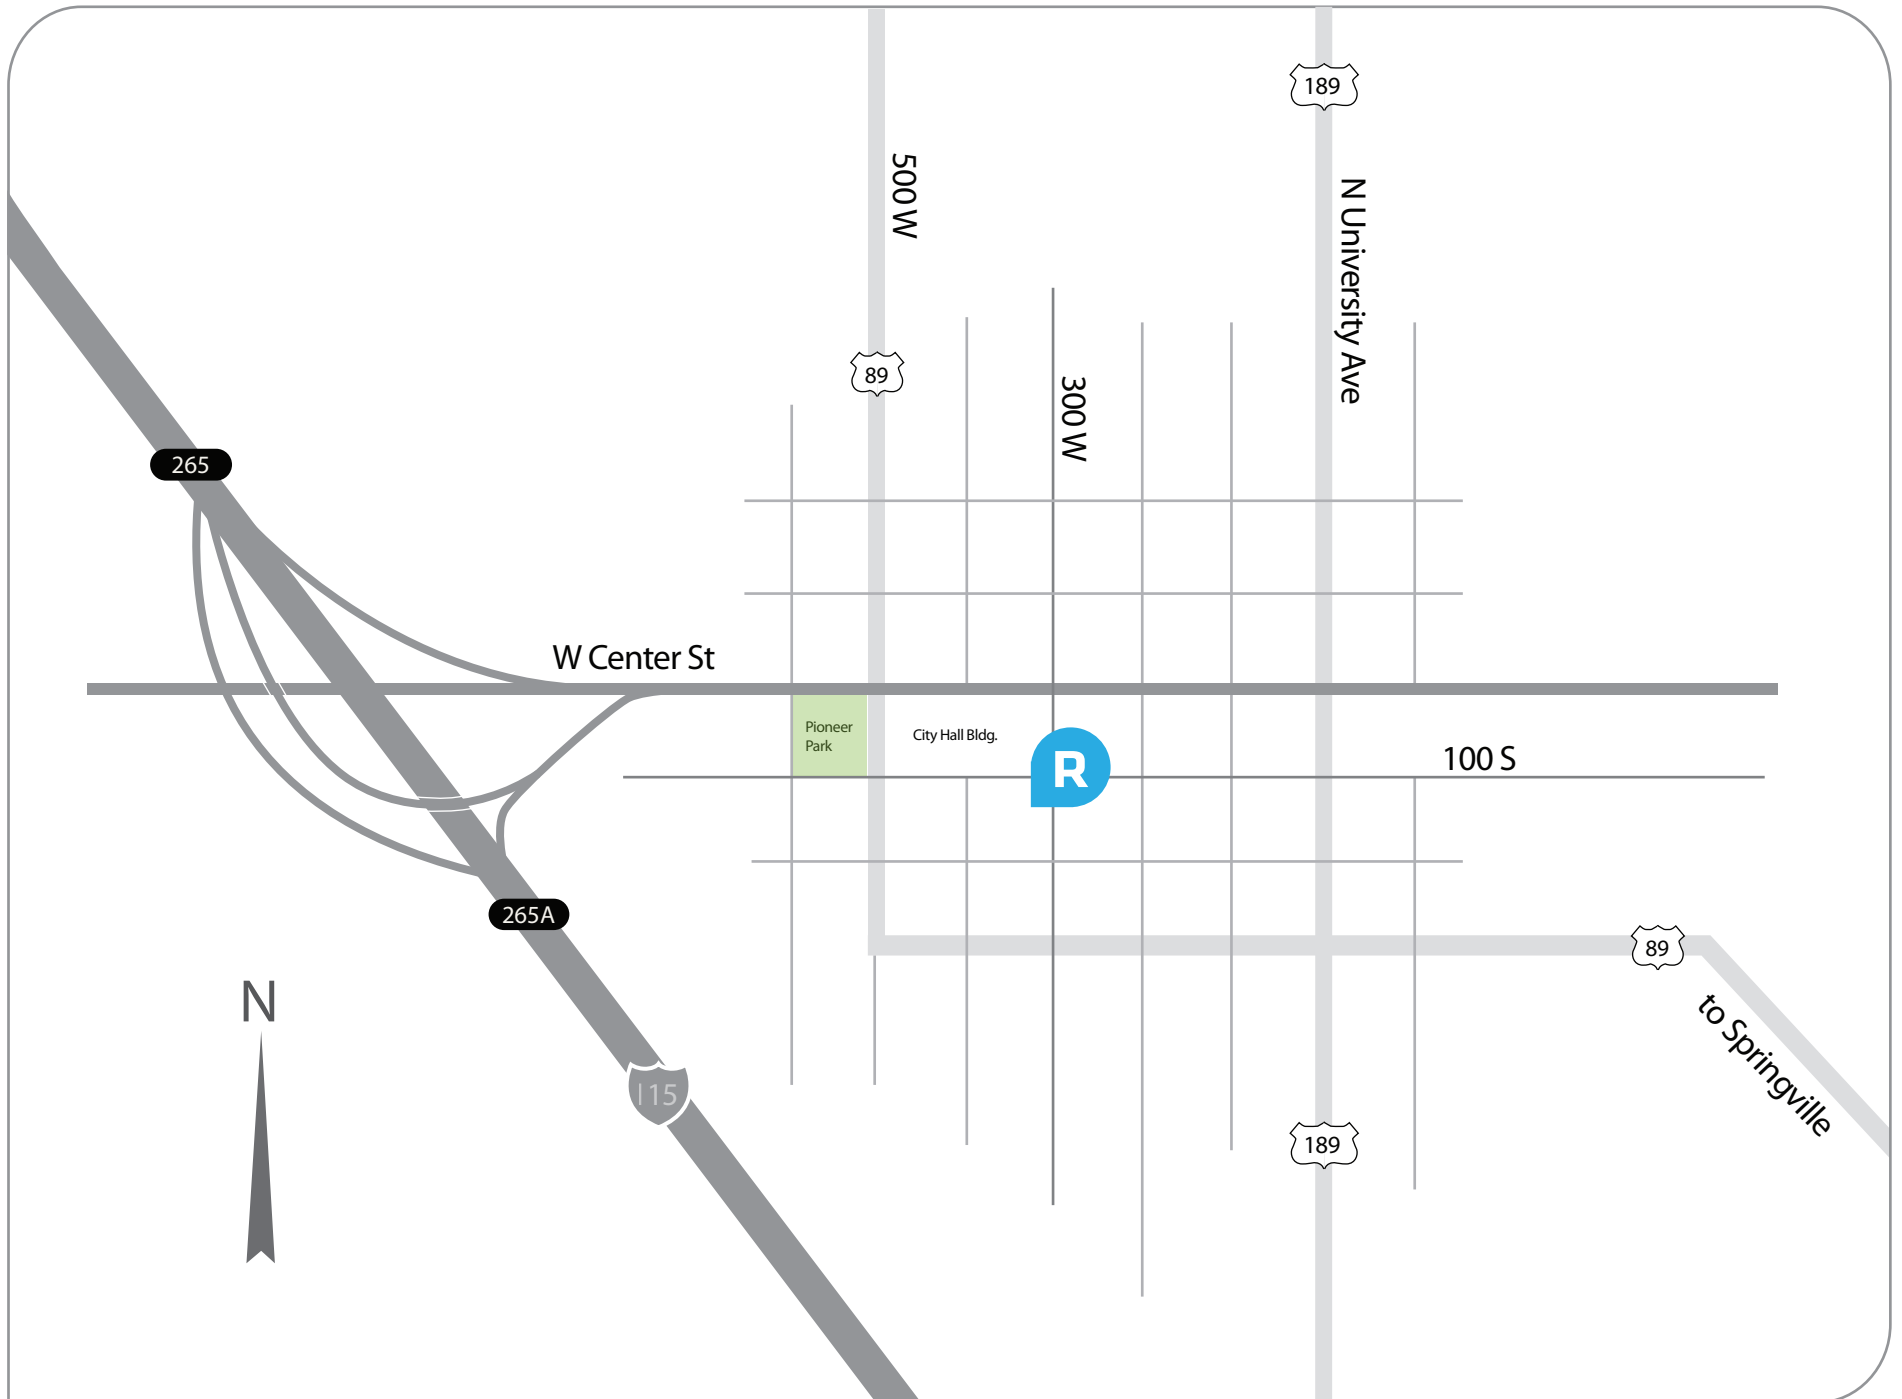 189
500 W
N University Ave
89
300 W
265
W Center St
Pioneer
Park
City Hall Bldg.
R
100 S
265A
89
N
to Springville
I 15
189